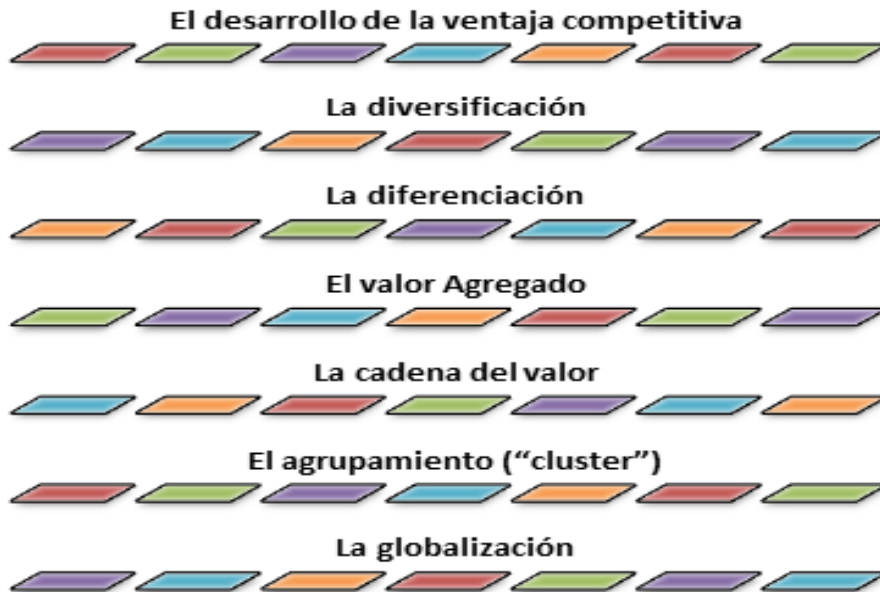 El desarrollo de la ventaja competitiva
La diversificación
La diferenciación
El valor Agregado
La cadena del valor
El agrupamiento (“cluster”)
La globalización